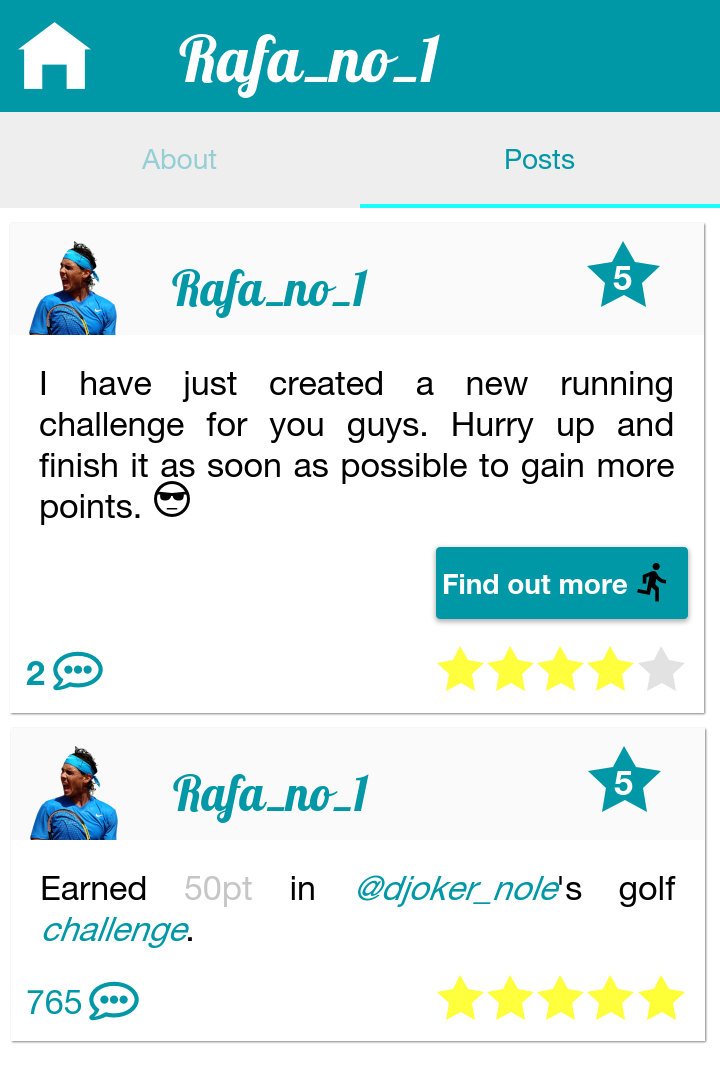 Rafa_no_1
About
Posts
Rafa_no_1
5
I have just created a new running
challenge for you guys. Hurry up and
finish it as soon as possible to gain more
points. 😎
Find out more
2
Rafa_no_1
5
Earned 50pt in @djoker_nole's golf
challenge.
765